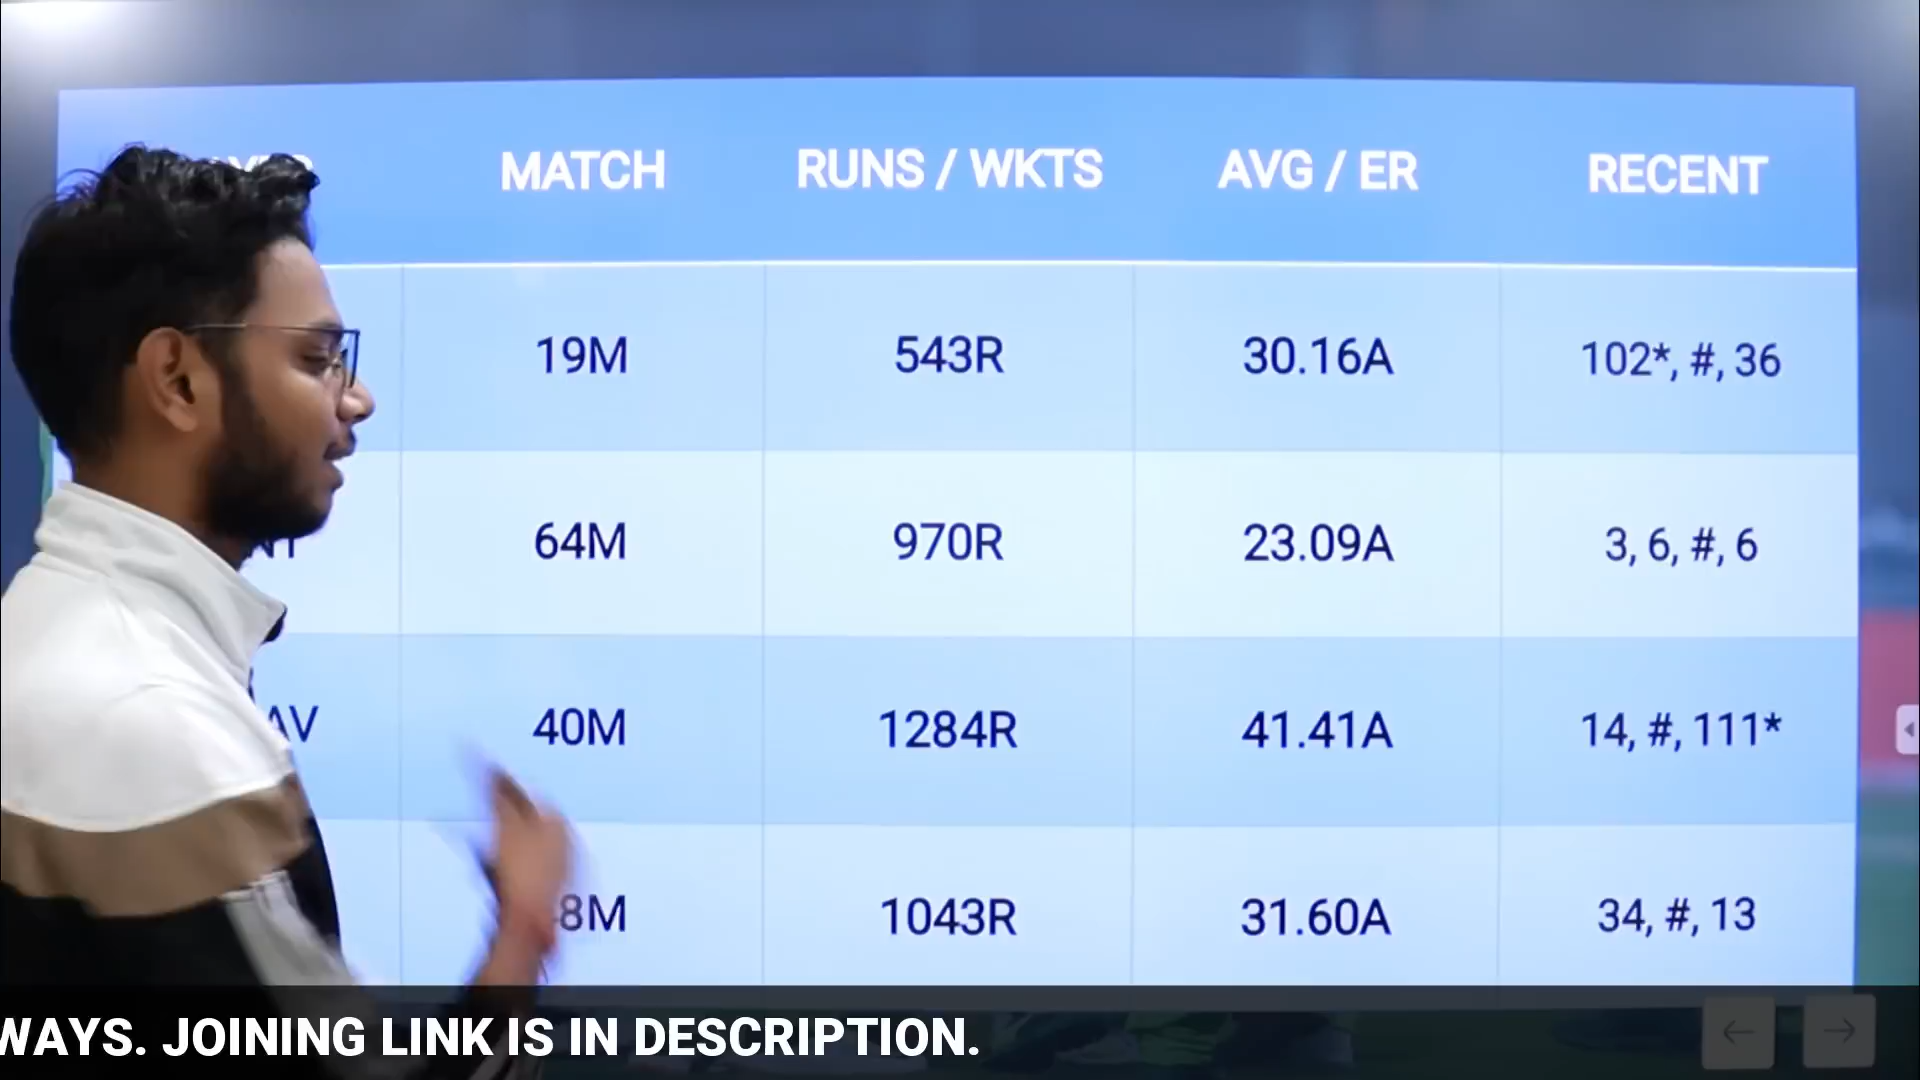 MATCH RUNS / WKTS AVG / ER RECENT
19M 543R 30.16A 102*, #, 36
64M 970R 23.09A 3, 6, #, 6
40M 1284R 41.41A 14, #, 111*
1043R 31.60A 34, #, 13
WAYS. JOINING LINK IS IN DESCRIPTION.